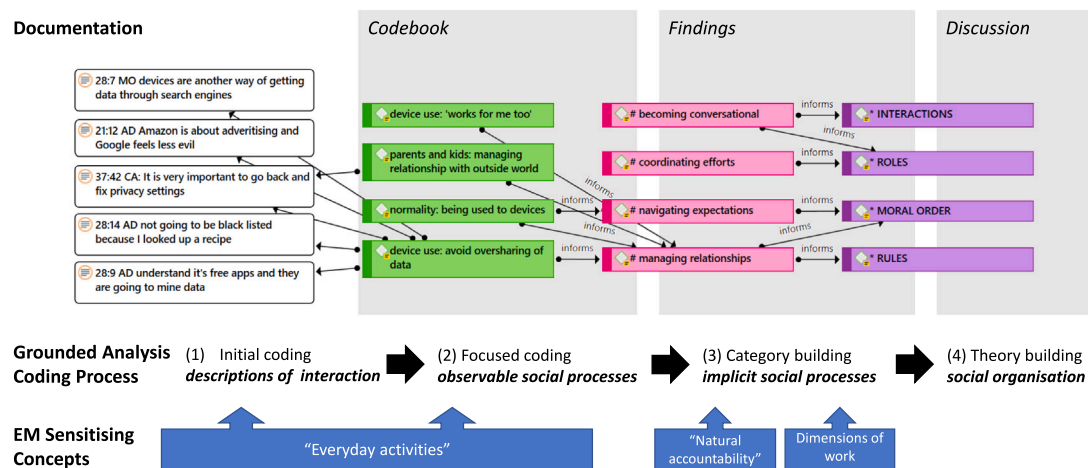 Documentation
Codebook
Findings
Discussion
28:7 MO devices are another way of getting
data through search engines
21:12 AD Amazon is about advertising and
Google feels less evil
37:42 CA: It is very important to go back and
fix privacy settings
28:14 AD not going to be black listed
because I looked up a recipe
28:9 AD understand it's free apps and they
are going to mine data
device use: 'works for me too'
parents and kids: managing
relationship with outside world
normality: being used to devices
device use: avoid oversharing of
data
informs
informs
informs
informs
# becoming conversational
# coordinating efforts
# navigating expectations
# managing relationships
informs
informs
informs
informs
informs
informs
* INTERACTIONS
* ROLES
* MORAL ORDER
* RULES
Grounded Analysis
Coding Process
(1) Initial coding
descriptions of interaction
(2) Focused coding
observable social processes
(3) Category building
implicit social processes
(4) Theory building
social organisation
EM Sensitising
Concepts
“Everyday activities”
“Natural
accountability”
Dimensions of
work